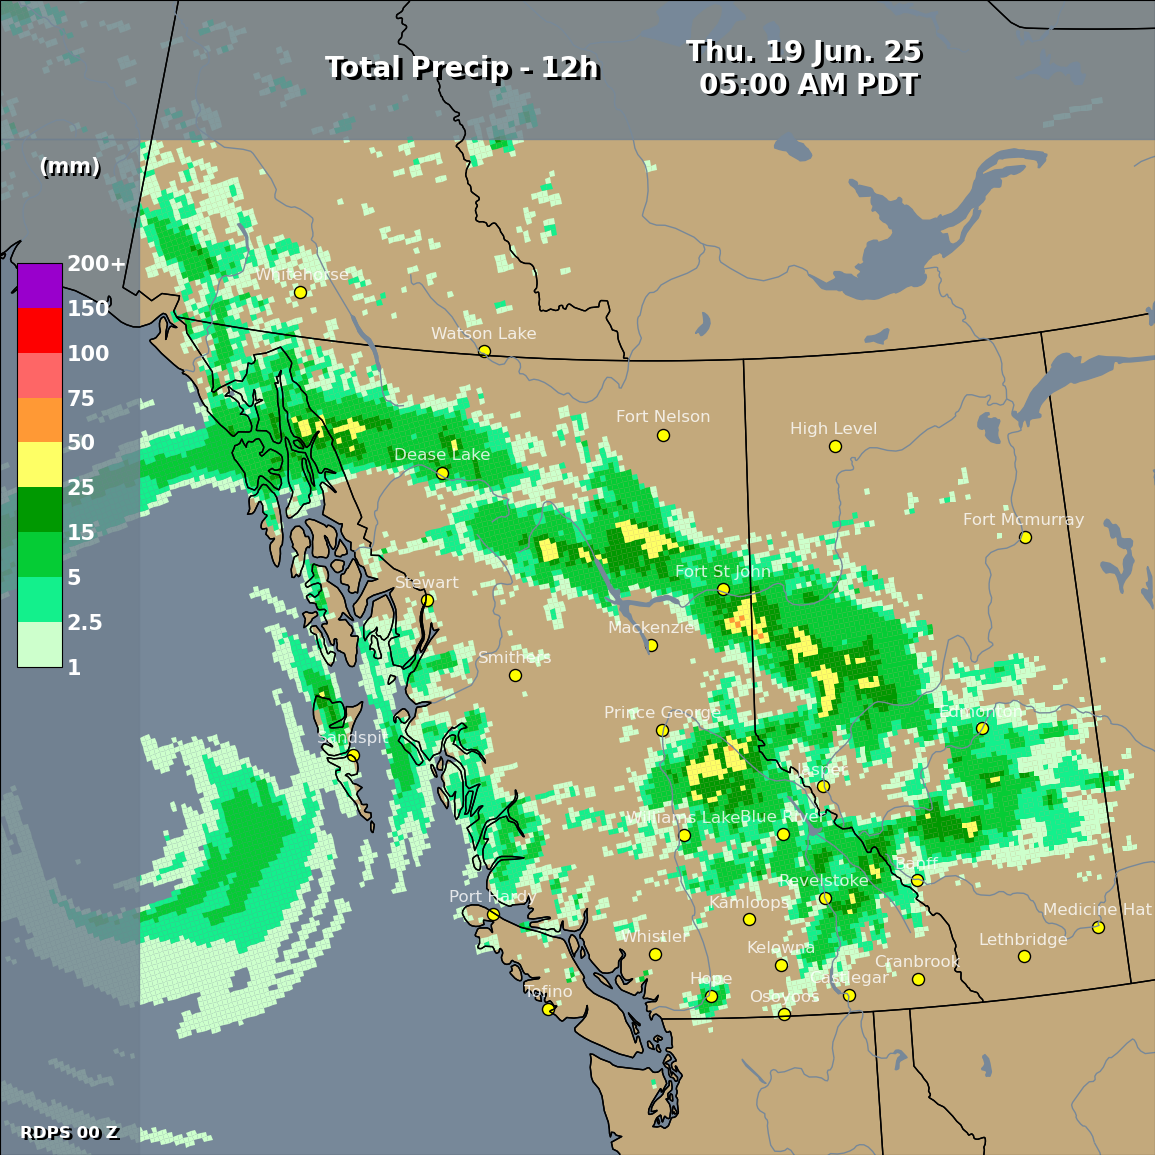 Total Precip - 12h
Thu. 19 Jun. 25
05:00 AM PDT
(mm)
200+
150
100
75
50
25
15
5
2.5
1
Whitehorse
Watson Lake
Fort Nelson
High Level
Dease Lake
Fort Mcmurray
Fort St John
Stewart
Mackenzie
Smithers
Prince George
Edmonton
Sandspit
Jasper
Williams Lake
Blue River
Banff
Revelstoke
Port Hardy
Kamloops
Medicine Hat
Whistler
Lethbridge
Kelowna
Cranbrook
Hope
Castlegar
Tofino
Osoyoos
RDPS 00 Z